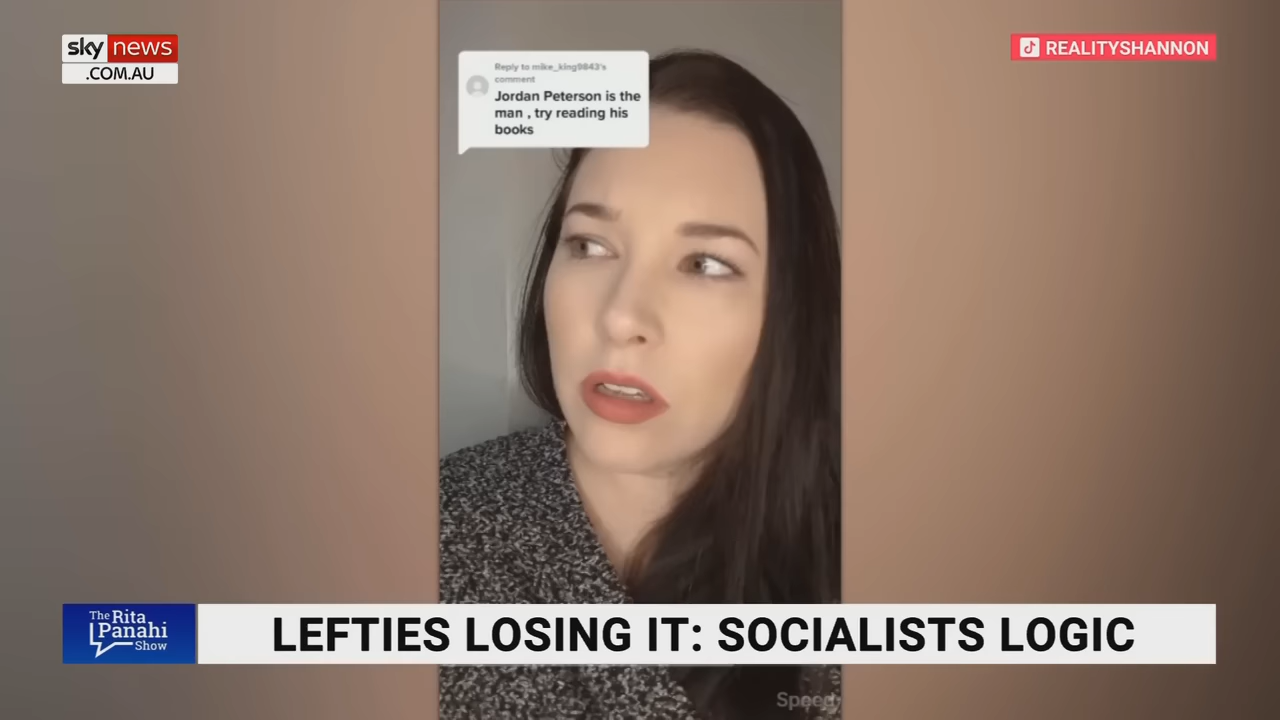 sky news
.COM.AU
REALITYSHANNON
Reply to mike_king9843's
comment
Jordan Peterson is the
man , try reading his
books
The Rita
Panahi
Show
LEFTIES LOSING IT: SOCIALISTS LOGIC